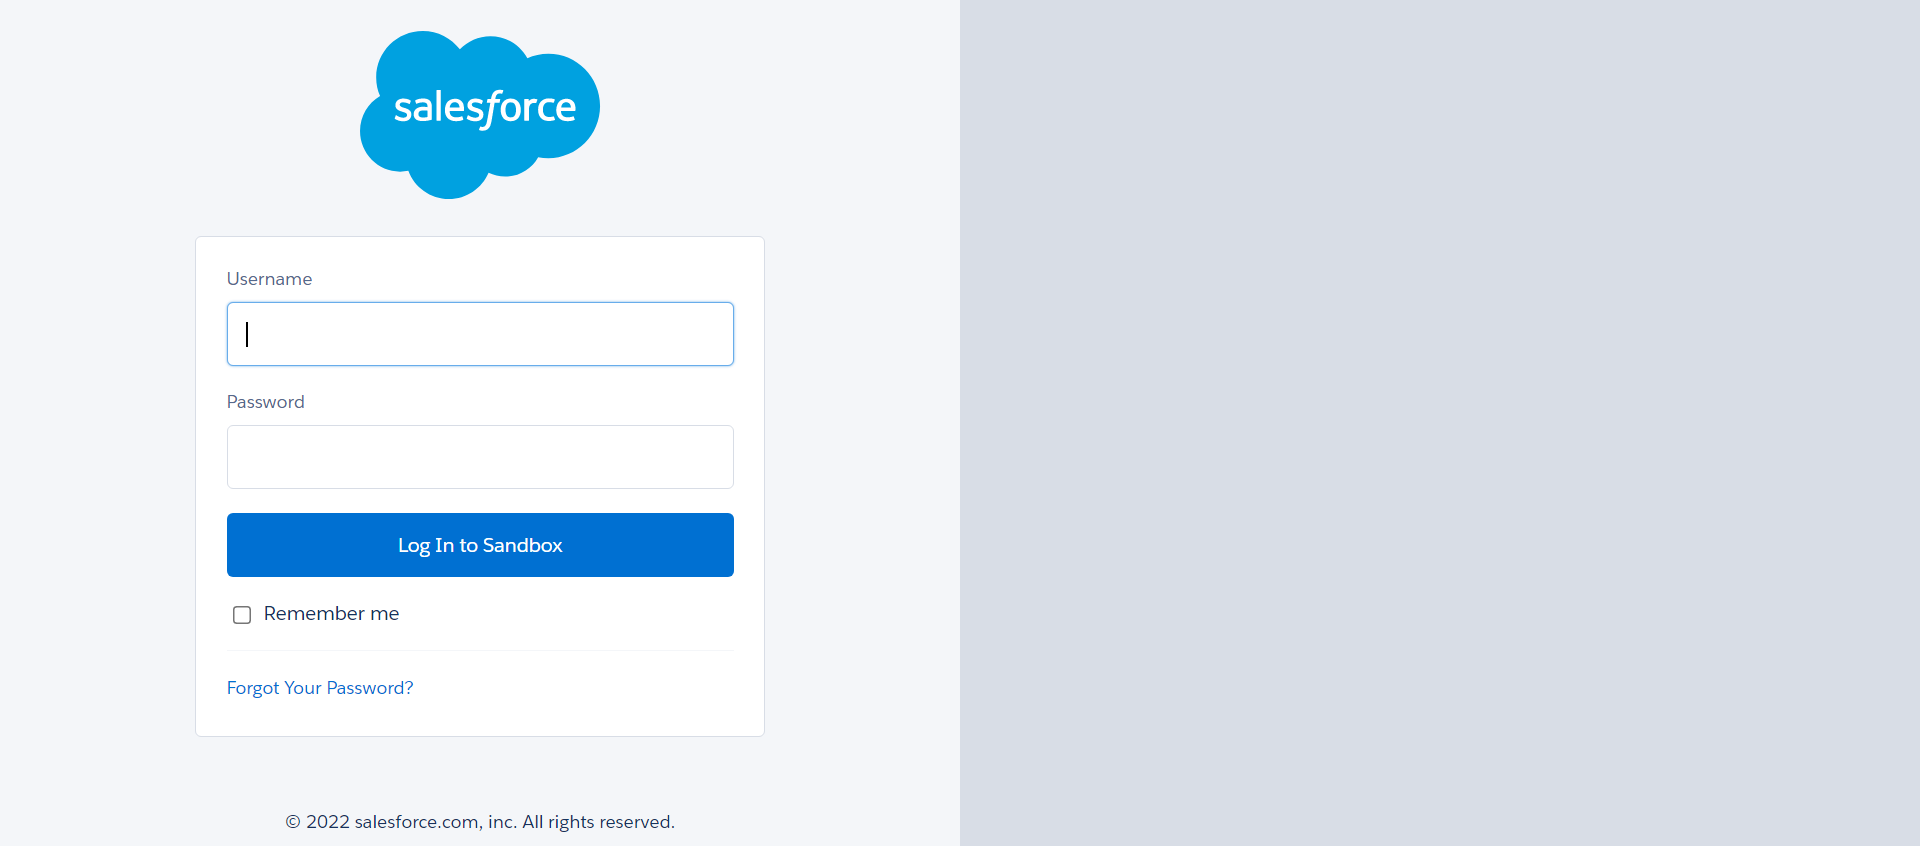 salesforce
Username
Password
Log In to Sandbox
Remember me
Forgot Your Password?
© 2022 salesforce.com, inc. All rights reserved.